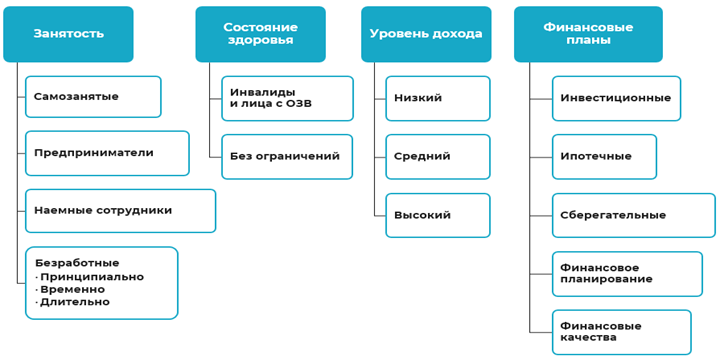 Занятость
Самозанятые
Предприниматели
Наемные сотрудники
Безработные
· Принципиально
· Временно
· Длительно
Состояние
здоровья
Инвалиды
и лица с ОЗВ
Без ограничений
Уровень дохода
Низкий
Средний
Высокий
Финансовые
планы
Инвестиционные
Ипотечные
Сберегательные
Финансовое
планирование
Финансовые
качества